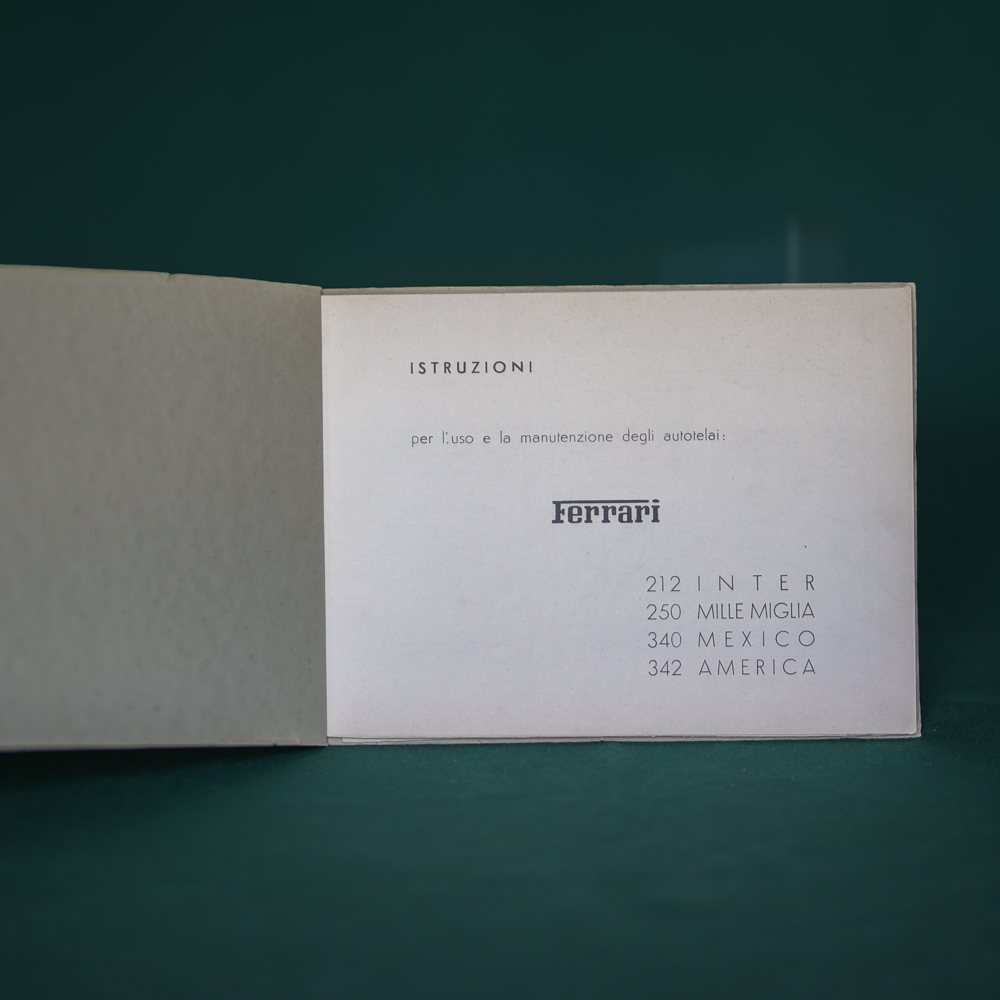 ISTRUZIONI
per l'uso e la manutenzione degli autotelai:
Ferrari
212 INTER
250 MILLE MIGLIA
340 MEXICO
342 AMERICA